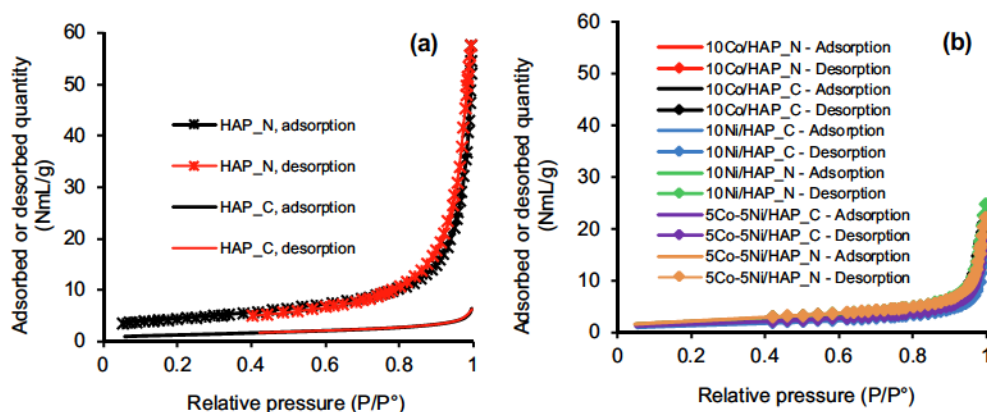 (a)
60
50
40
30
20
10
0
Adsorbed or desorbed quantity
(NmL/g)
HAP_N, adsorption
HAP_N, desorption
HAP_C, adsorption
HAP_C, desorption
0 0.2 0.4 0.6 0.8 1
Relative pressure (P/P°)
(b)
60
50
40
30
20
10
0
Adsorbed or desorbed quantity
(NmL/g)
10Co/HAP_N - Adsorption
10Co/HAP_N - Desorption
10Co/HAP_C - Adsorption
10Co/HAP_C - Desorption
10Ni/HAP_C - Adsorption
10Ni/HAP_C - Desorption
10Ni/HAP_N - Adsorption
10Ni/HAP_N - Desorption
5Co-5Ni/HAP_C - Adsorption
5Co-5Ni/HAP_C - Desorption
5Co-5Ni/HAP_N - Adsorption
5Co-5Ni/HAP_N - Desorption
0 0.2 0.4 0.6 0.8 1
Relative pressure (P/P°)